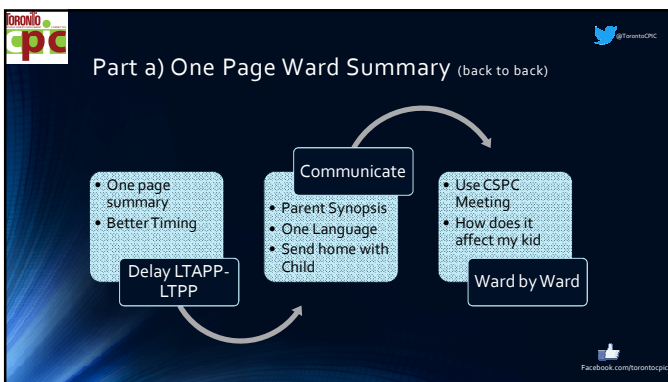 TORONTO
cpic
@TorontoCPIC
Part a) One Page Ward Summary (back to back)
• One page
summary
• Better Timing
Delay LTAPP-
LTPP
Communicate
• Parent Synopsis
• One Language
• Send home with
Child
• Use CSPC
Meeting
• How does it
affect my kid
Ward by Ward
Facebook.com/torontocpic